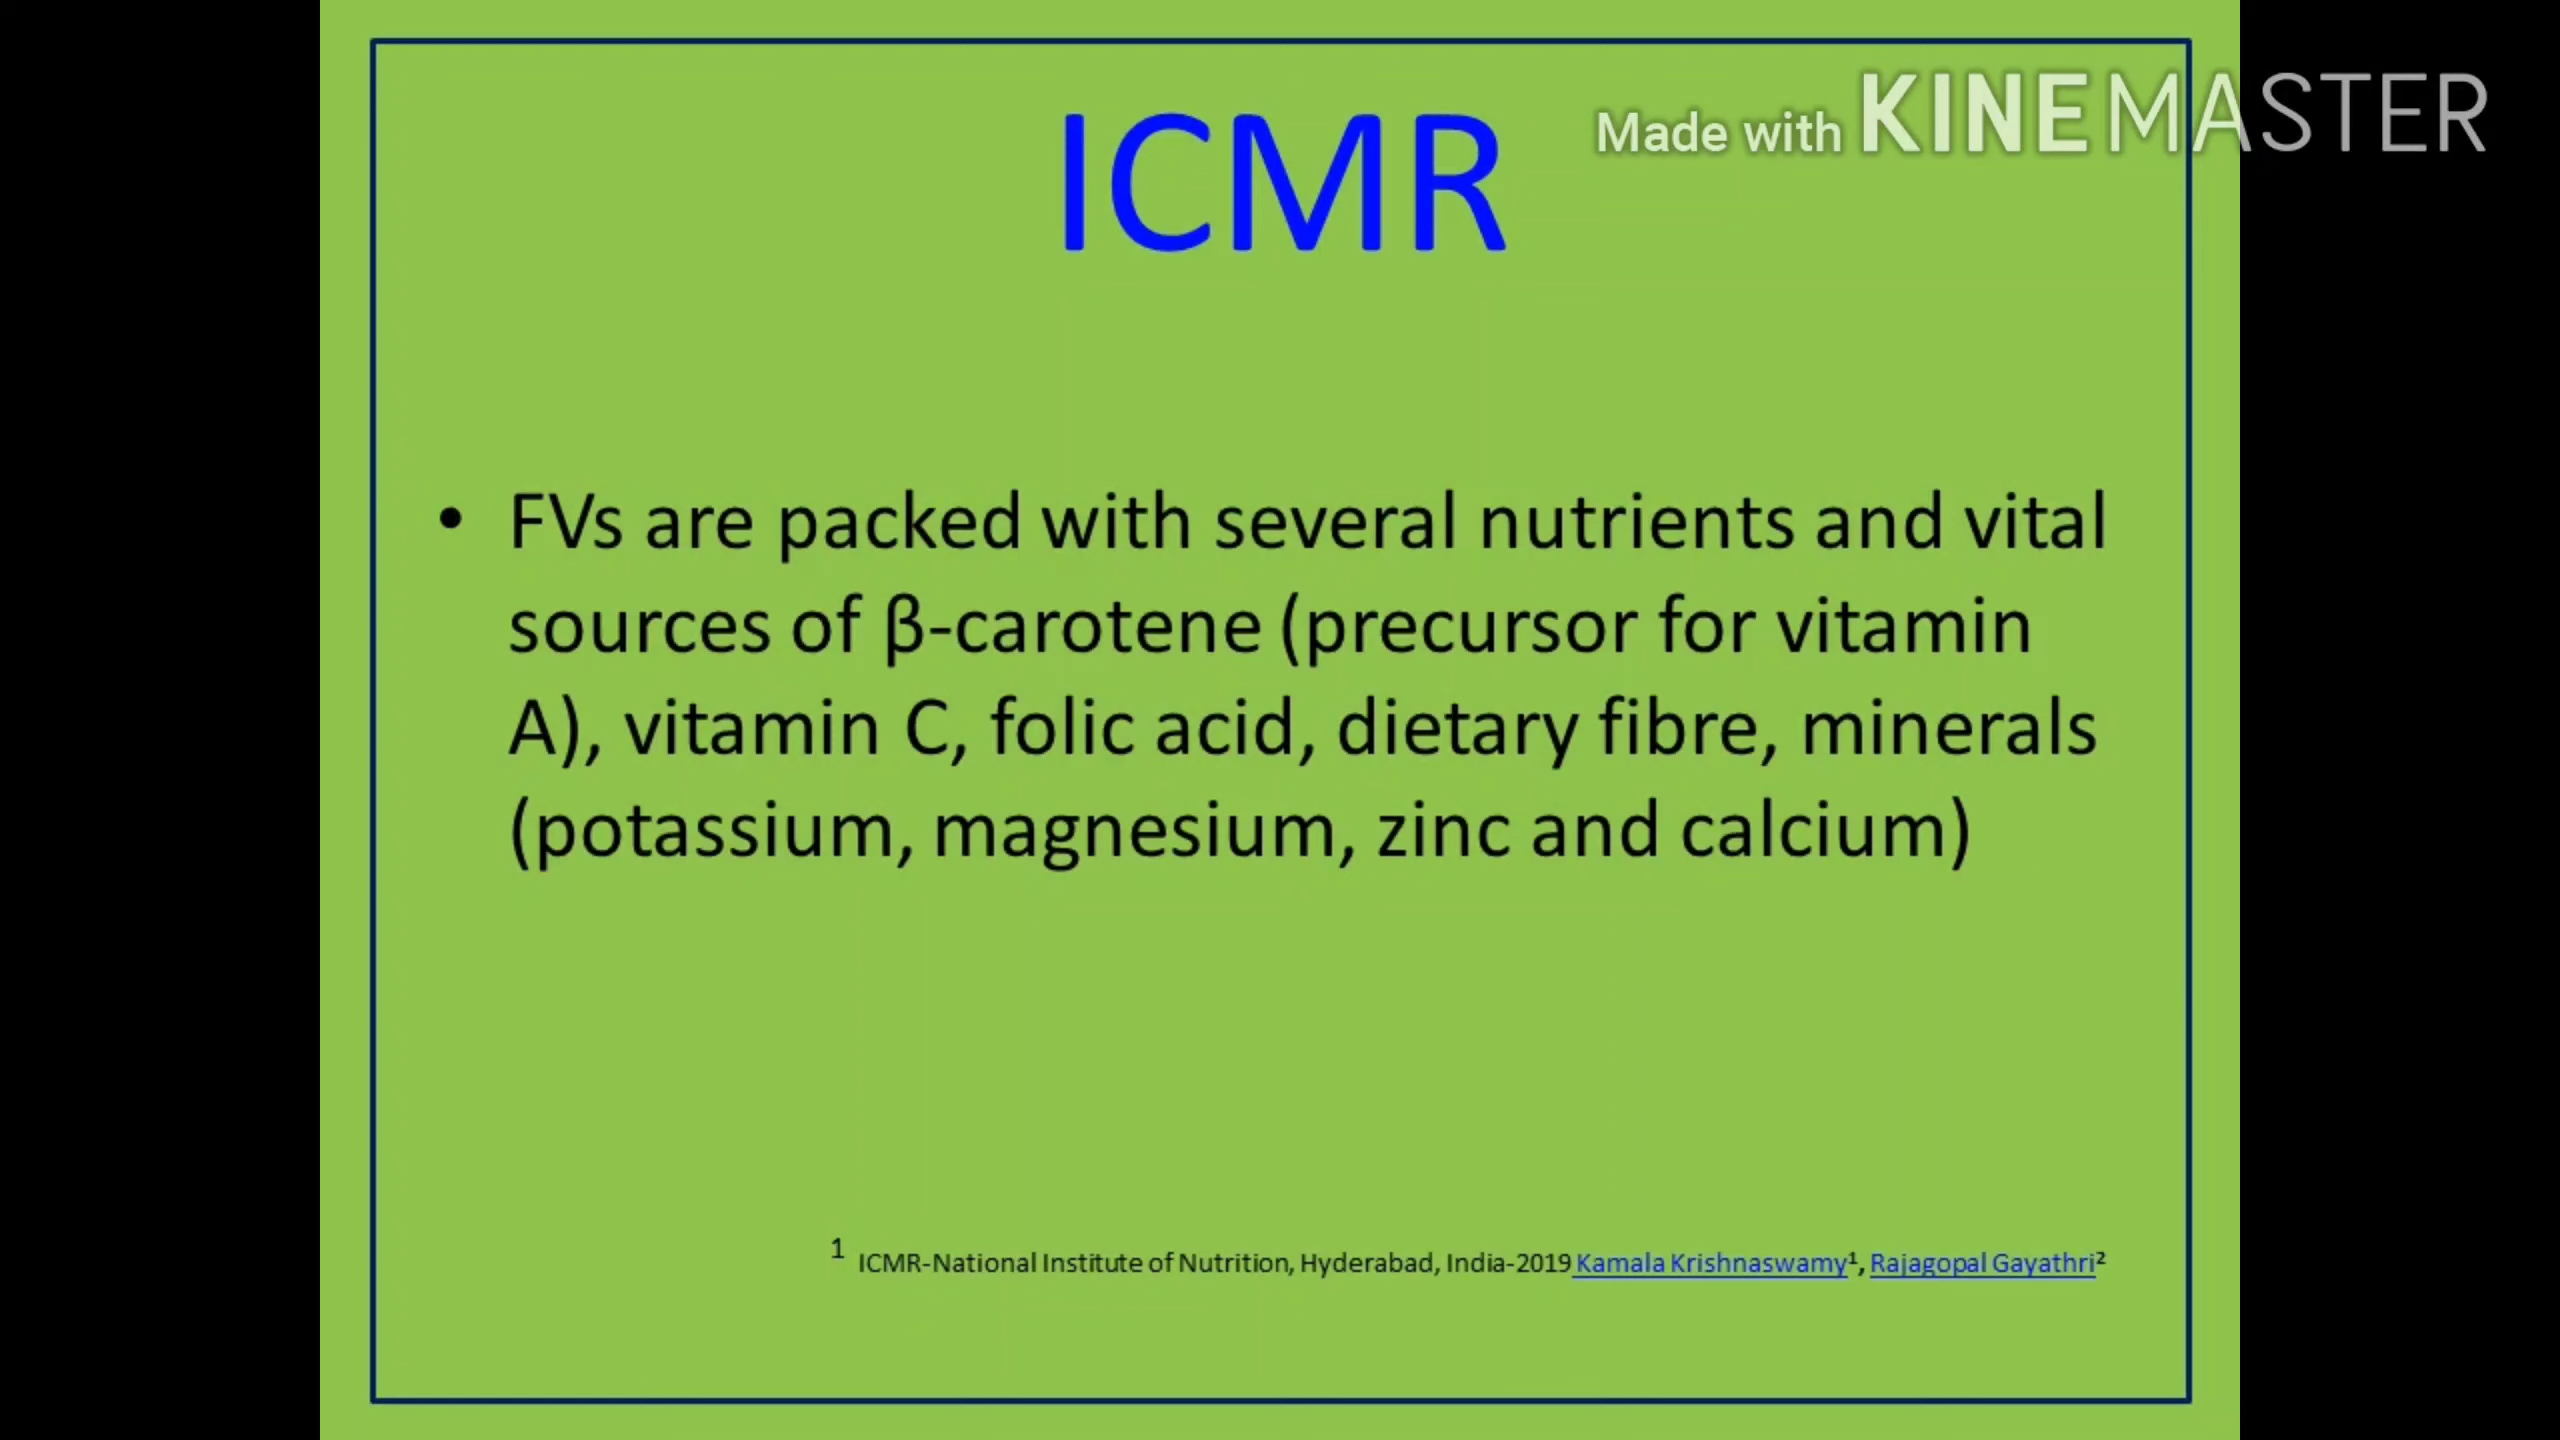 ICMR
Made with KINEMASTER
• FVs are packed with several nutrients and vital
sources of β-carotene (precursor for vitamin
A), vitamin C, folic acid, dietary fibre, minerals
(potassium, magnesium, zinc and calcium)
1 ICMR-National Institute of Nutrition, Hyderabad, India-2019 Kamala Krishnaswamy¹, Rajagopal Gayathri²